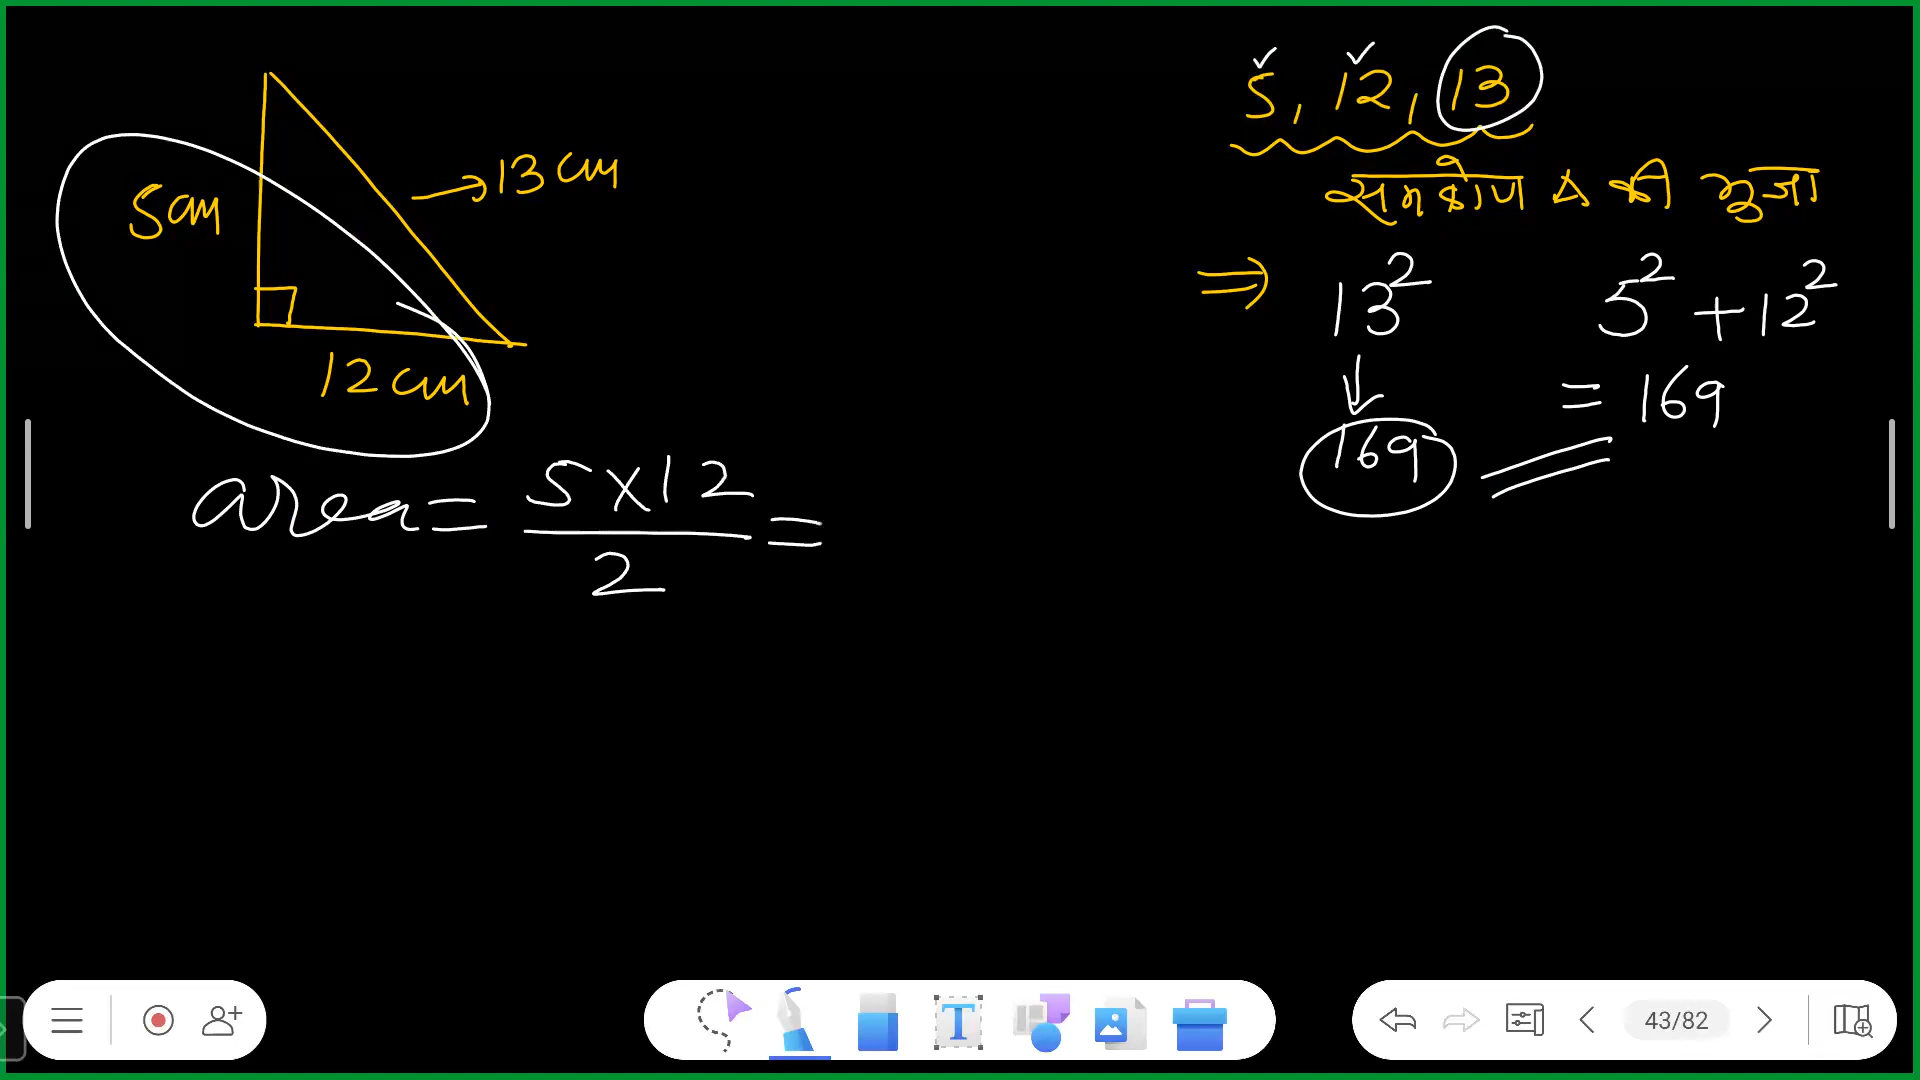 5cm
13 cm
12 cm
area = 5×12/2 =
5, 12, 13
समकोण Δ की भुजा
⇒ 13² 5² + 12²
↓ = 169
169
43/82